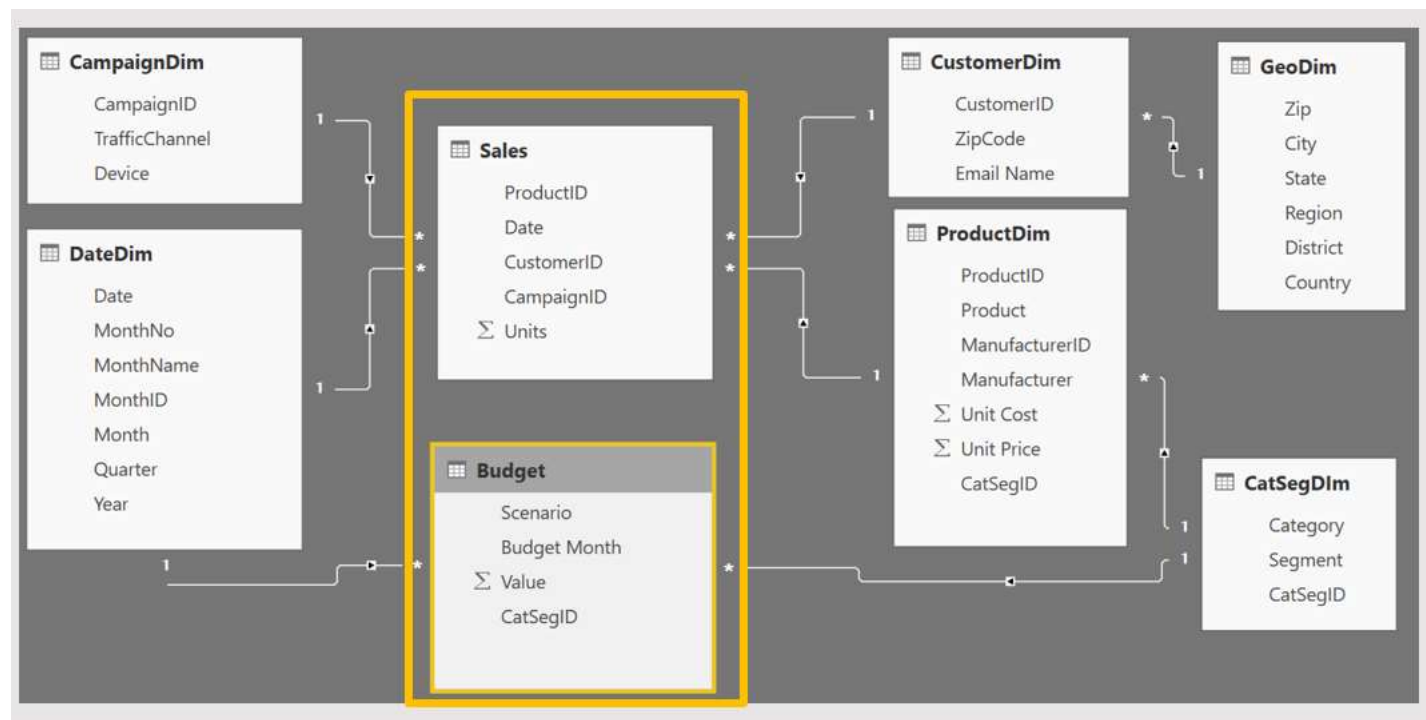 CampaignDim
CampaignID
TrafficChannel
Device
1
DateDim
Date
MonthNo
MonthName
MonthID
Month
Quarter
Year
1
1
Sales
ProductID
Date
CustomerID
CampaignID
∑ Units
*
*
*
*
Budget
Scenario
Budget Month
∑ Value
CatSegID
*
*
CustomerDim
CustomerID
ZipCode
Email Name
1
*
ProductDim
ProductID
Product
ManufacturerID
Manufacturer
∑ Unit Cost
∑ Unit Price
CatSegID
1
*
GeoDim
Zip
City
State
Region
District
Country
1
CatSegDIm
Category
Segment
CatSegID
1
1